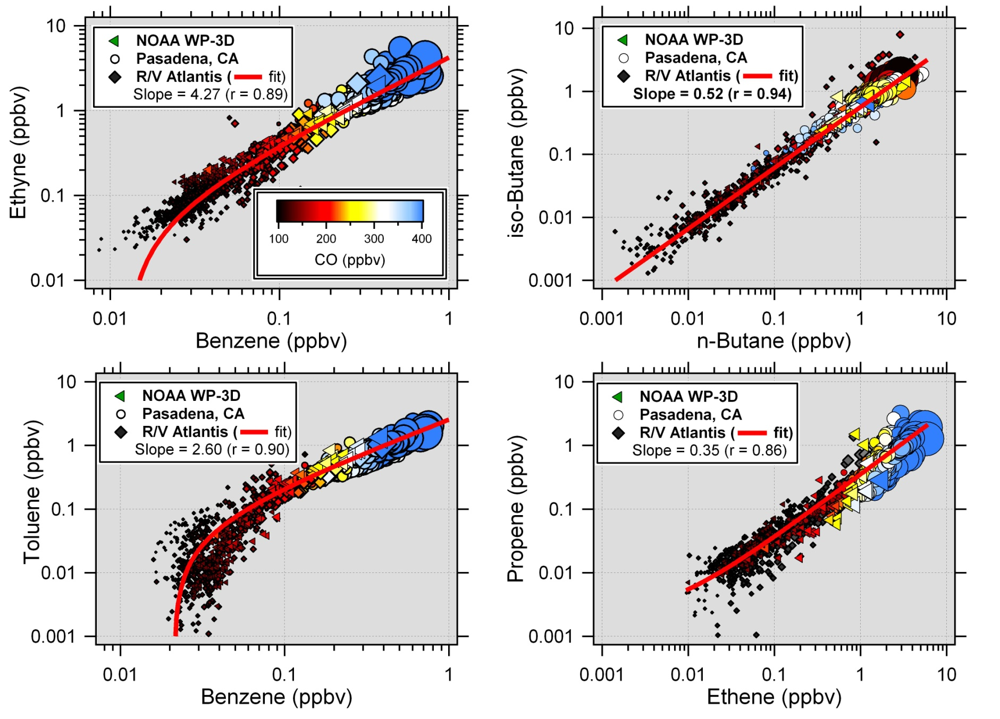 10
1
0.1
0.01
Ethyne (ppbv)
NOAA WP-3D
Pasadena, CA
R/V Atlantis ( fit)
Slope = 4.27 (r = 0.89)
100 200 300 400
CO (ppbv)
0.01 0.1 1
Benzene (ppbv)
10
1
0.1
0.01
0.001
iso-Butane (ppbv)
NOAA WP-3D
Pasadena, CA
R/V Atlantis ( fit)
Slope = 0.52 (r = 0.94)
0.001 0.01 0.1 1 10
n-Butane (ppbv)
10
1
0.1
0.01
0.001
Toluene (ppbv)
NOAA WP-3D
Pasadena, CA
R/V Atlantis ( fit)
Slope = 2.60 (r = 0.90)
0.01 0.1 1
Benzene (ppbv)
10
1
0.1
0.01
0.001
Propene (ppbv)
NOAA WP-3D
Pasadena, CA
R/V Atlantis ( fit)
Slope = 0.35 (r = 0.86)
0.001 0.01 0.1 1 10
Ethene (ppbv)